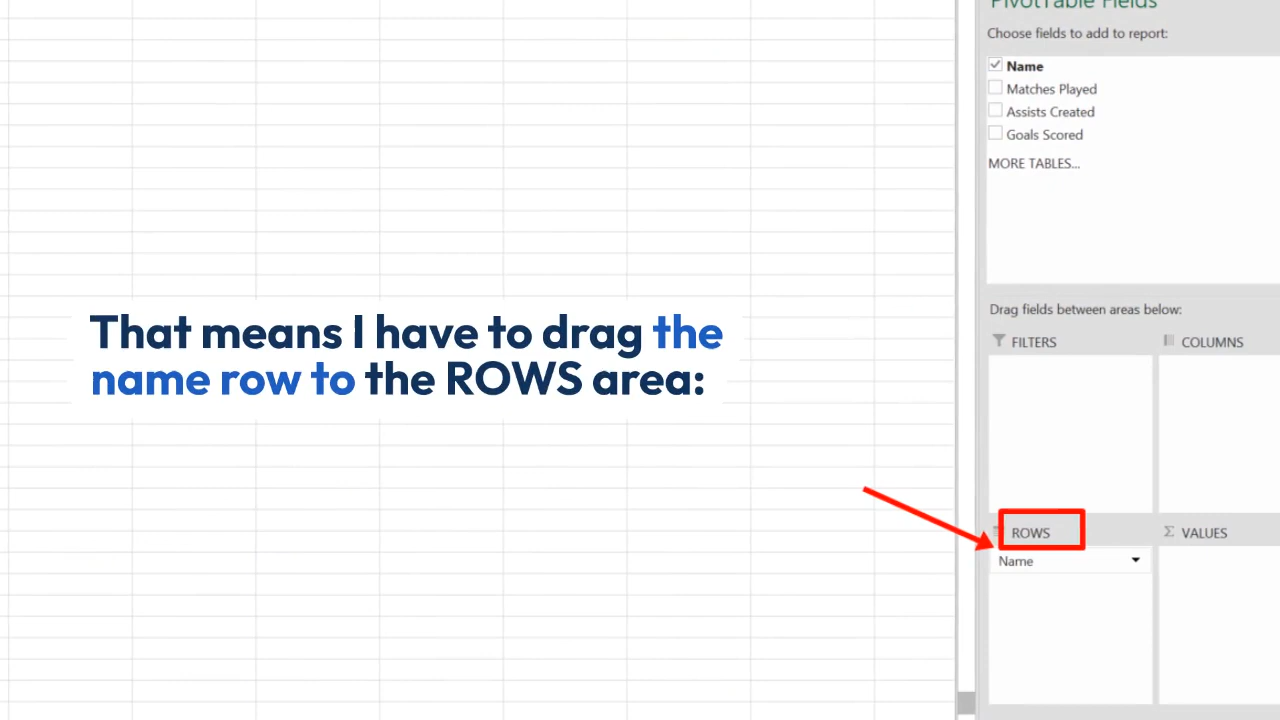 PivotTable Fields
Choose fields to add to report:
Name
Matches Played
Assists Created
Goals Scored
MORE TABLES...
That means I have to drag the
name row to the ROWS area:
Drag fields between areas below:
FILTERS
COLUMNS
ROWS
Σ VALUES
Name